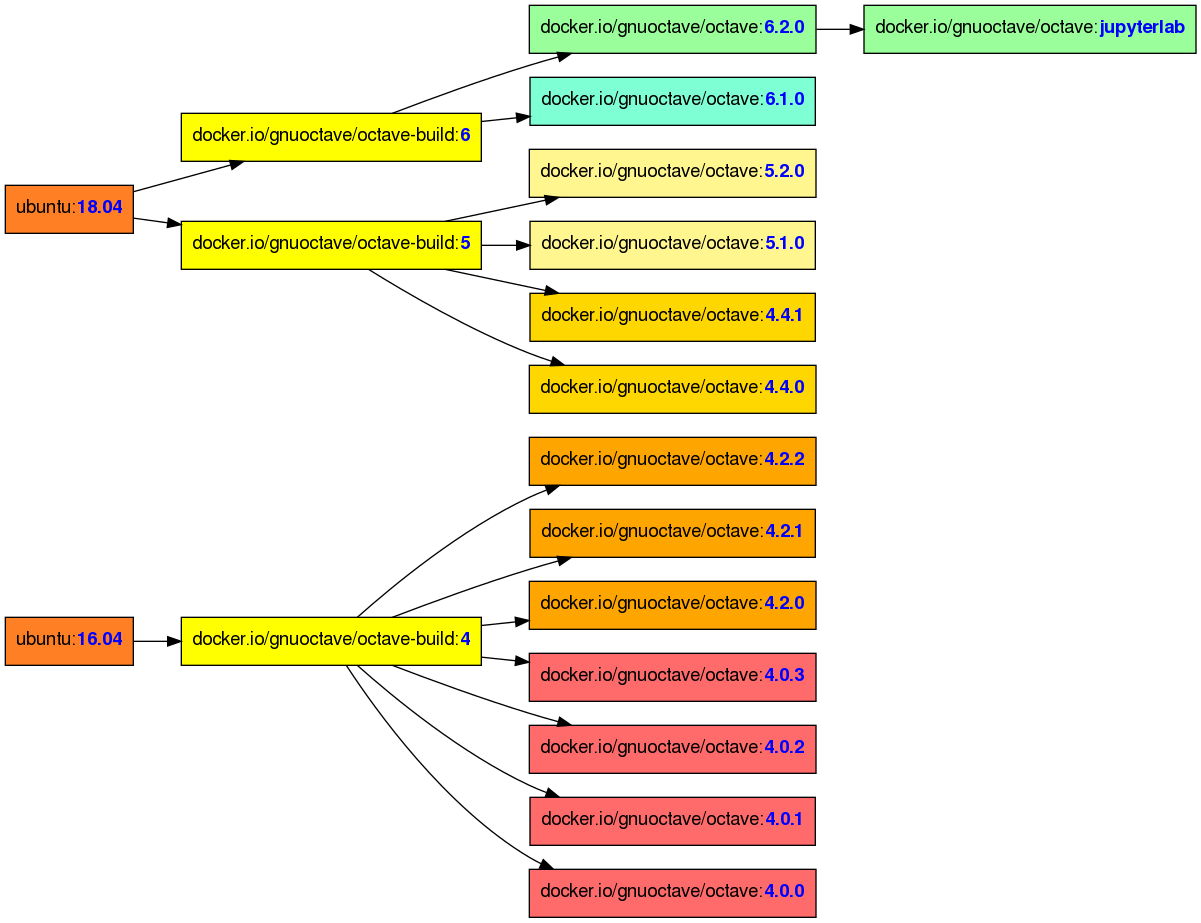 docker.io/gnuoctave/octave:6.2.0
docker.io/gnuoctave/octave:jupyterlab
docker.io/gnuoctave/octave:6.1.0
docker.io/gnuoctave/octave-build:6
docker.io/gnuoctave/octave:5.2.0
ubuntu:18.04
docker.io/gnuoctave/octave-build:5
docker.io/gnuoctave/octave:5.1.0
docker.io/gnuoctave/octave:4.4.1
docker.io/gnuoctave/octave:4.4.0
docker.io/gnuoctave/octave:4.2.2
docker.io/gnuoctave/octave:4.2.1
docker.io/gnuoctave/octave:4.2.0
ubuntu:16.04
docker.io/gnuoctave/octave-build:4
docker.io/gnuoctave/octave:4.0.3
docker.io/gnuoctave/octave:4.0.2
docker.io/gnuoctave/octave:4.0.1
docker.io/gnuoctave/octave:4.0.0